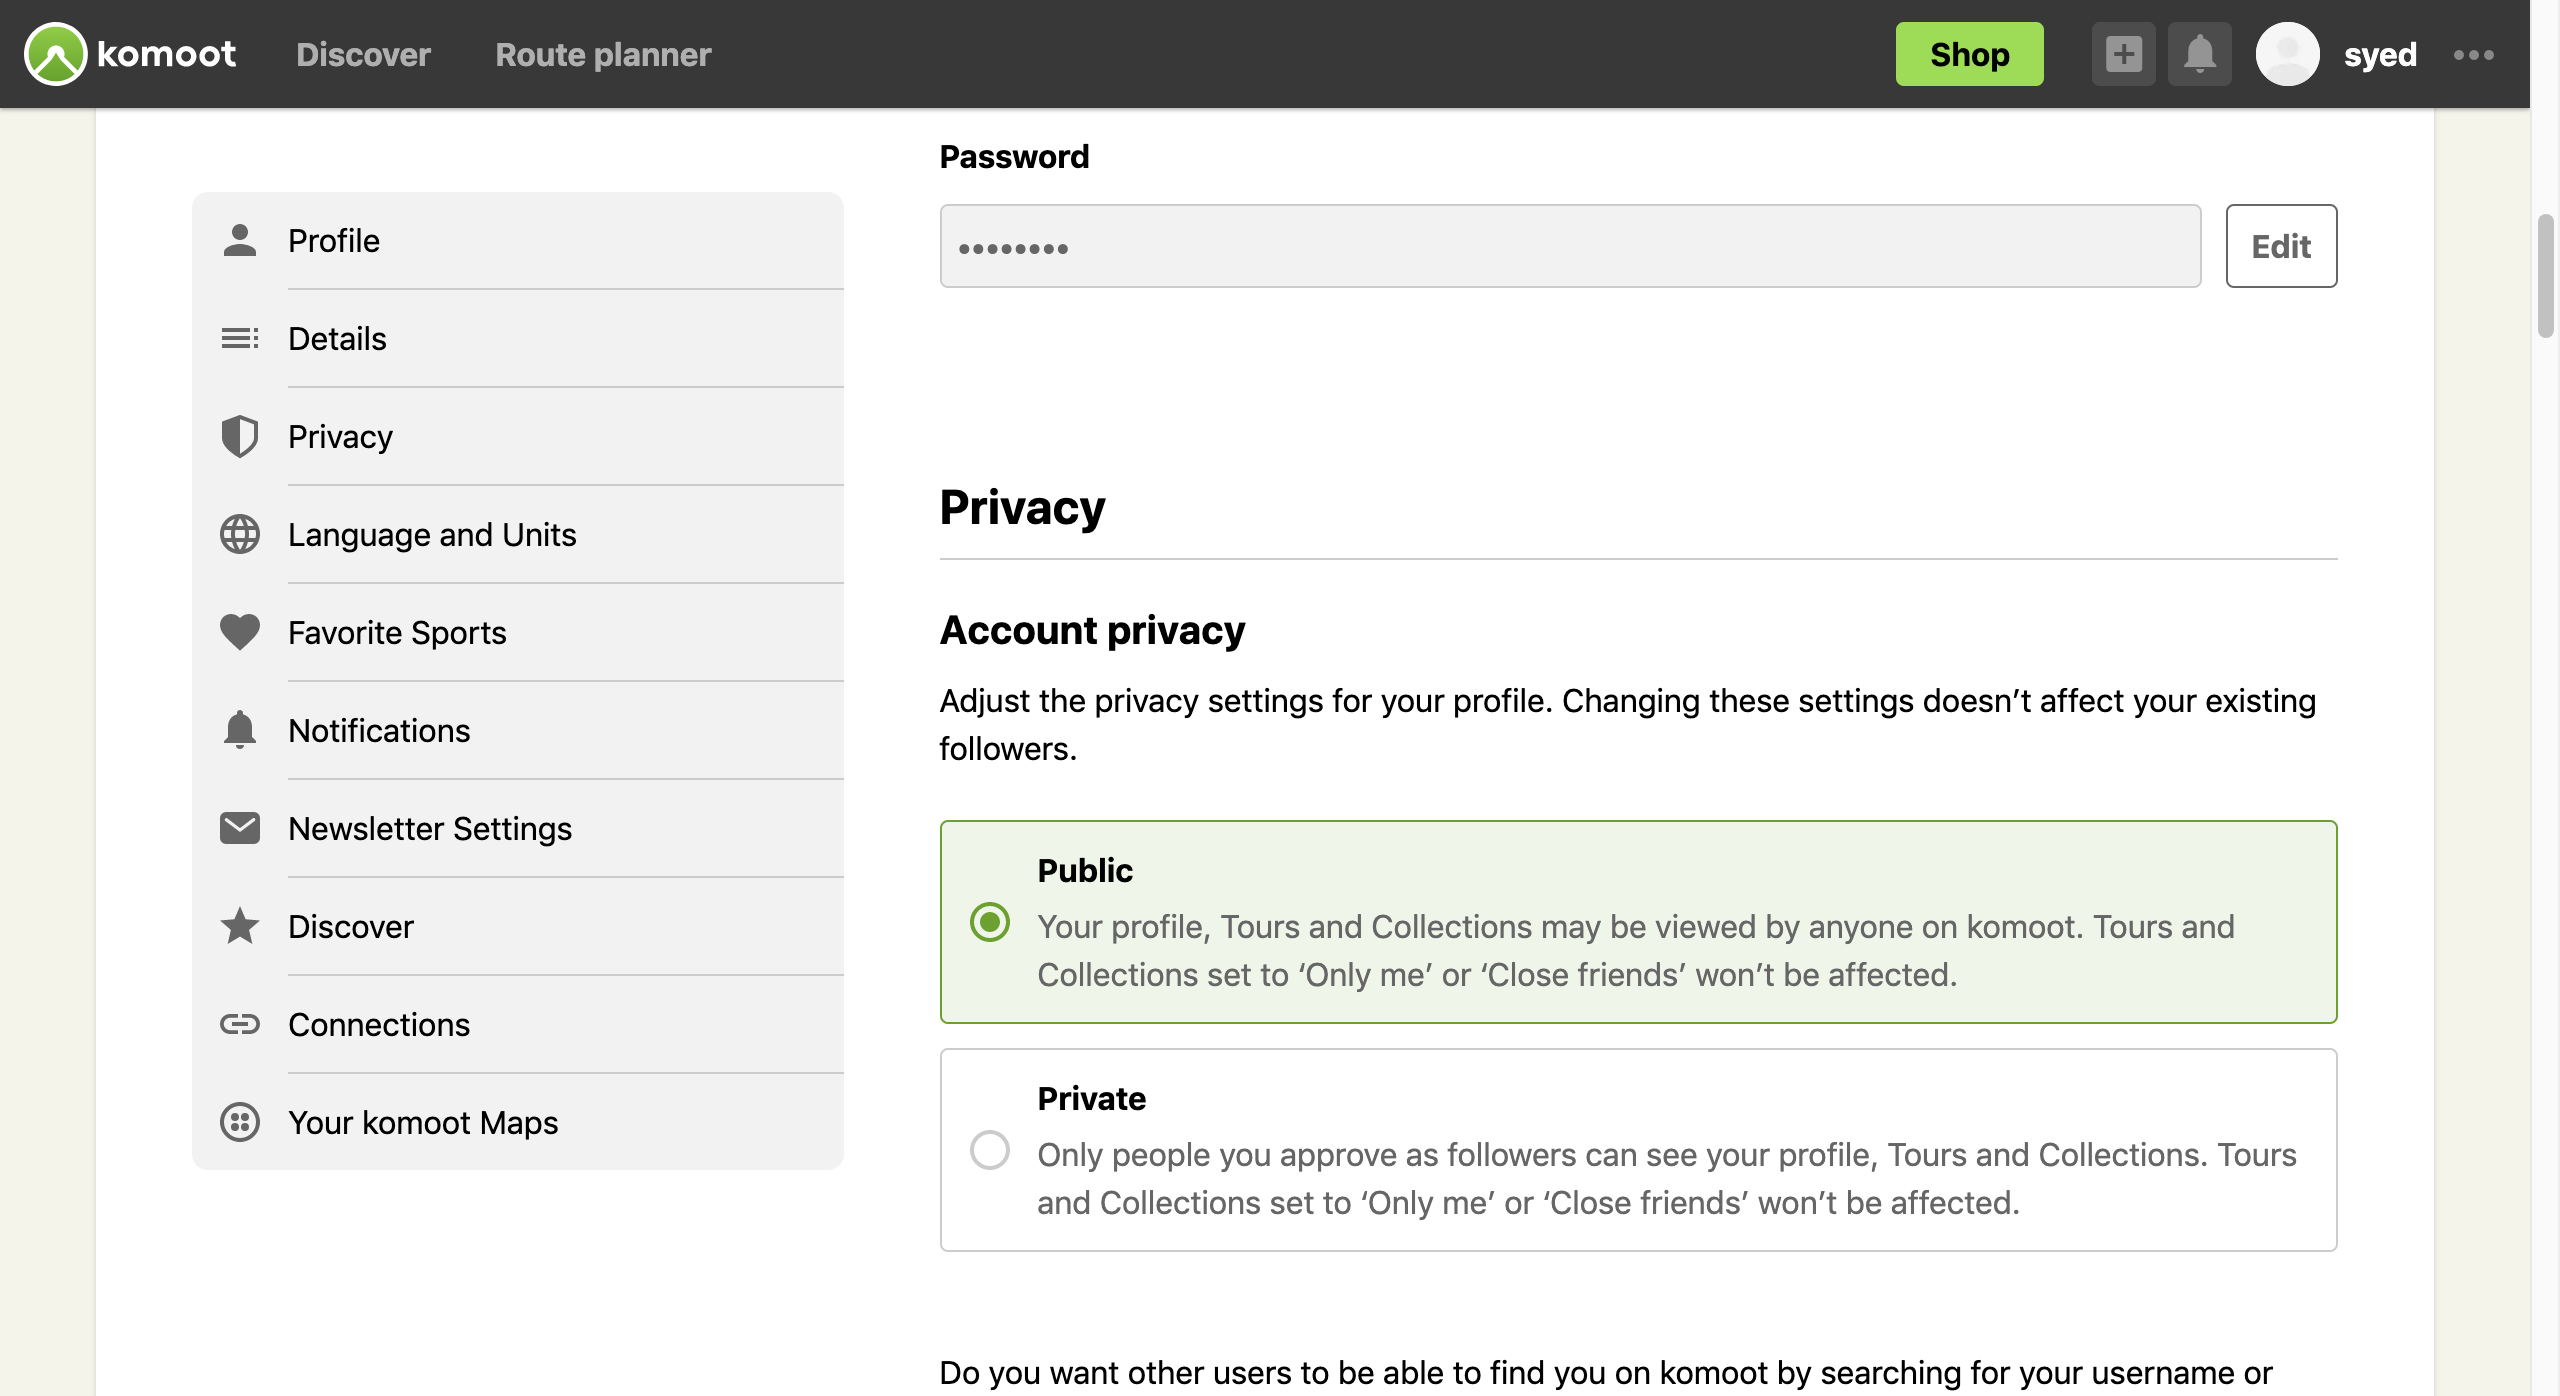 komoot
Discover
Route planner
Shop
syed
Profile
Details
Privacy
Language and Units
Favorite Sports
Notifications
Newsletter Settings
Discover
Connections
Your komoot Maps
Password
••••••••
Edit
Privacy
Account privacy
Adjust the privacy settings for your profile. Changing these settings doesn’t affect your existing
followers.
Public
Your profile, Tours and Collections may be viewed by anyone on komoot. Tours and
Collections set to ‘Only me’ or ‘Close friends’ won’t be affected.
Private
Only people you approve as followers can see your profile, Tours and Collections. Tours
and Collections set to ‘Only me’ or ‘Close friends’ won’t be affected.
Do you want other users to be able to find you on komoot by searching for your username or